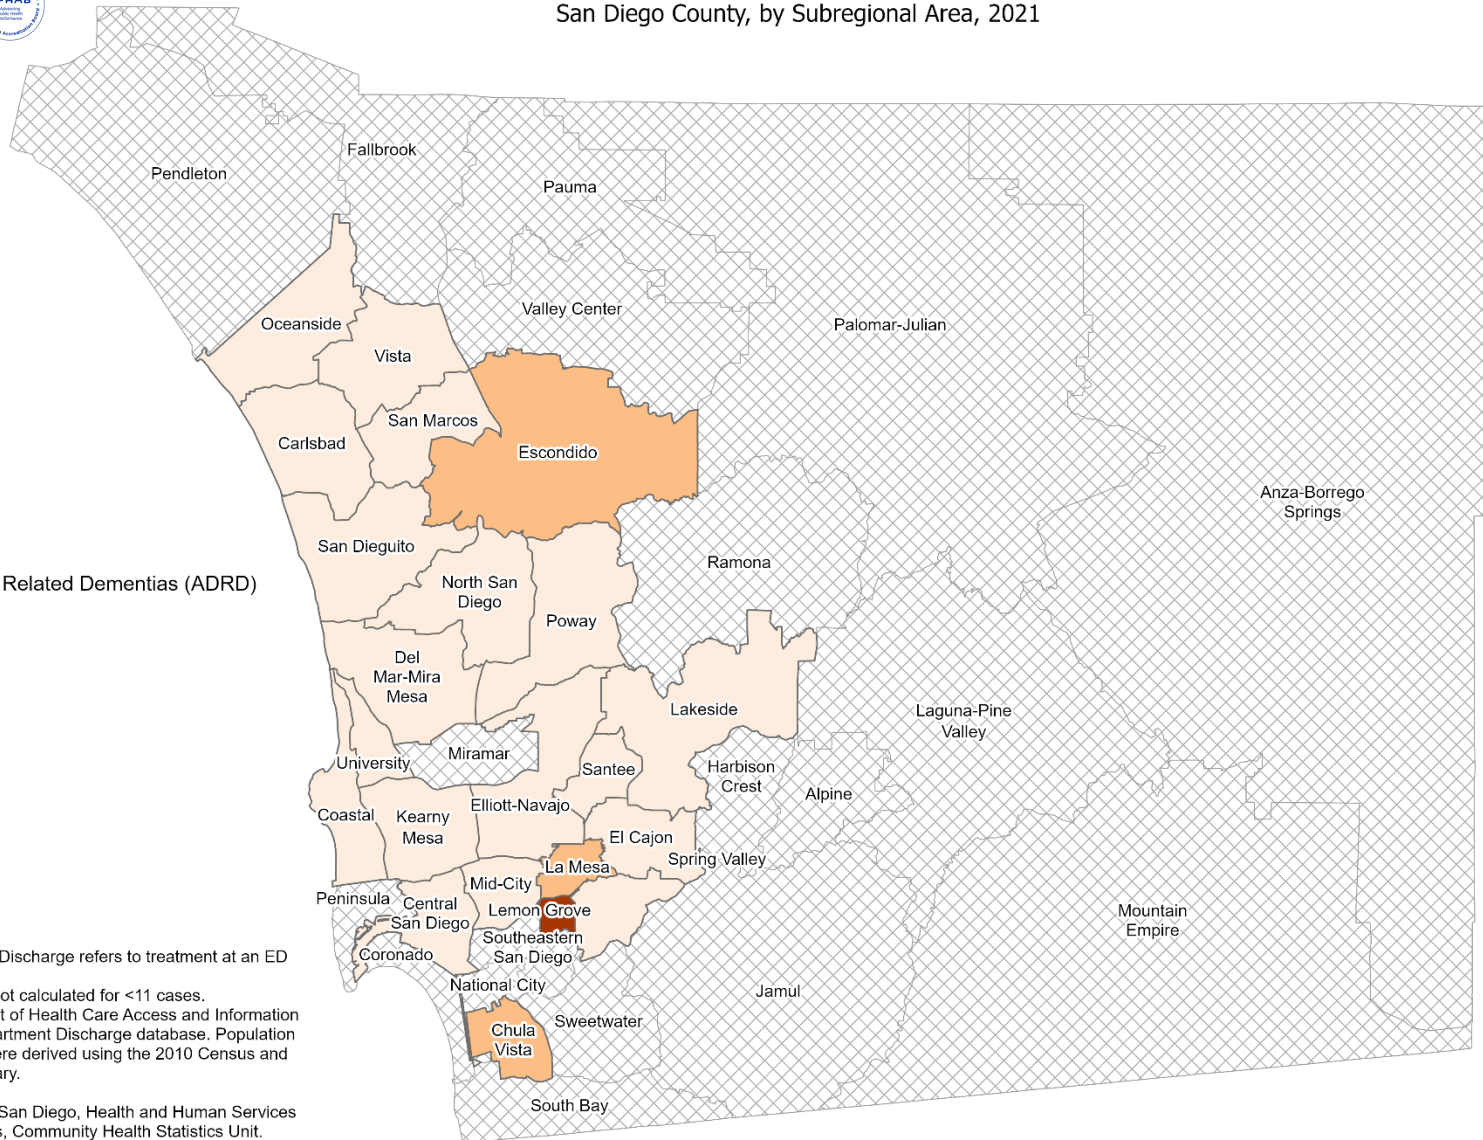 San Diego County, by Subregional Area, 2021
Advancing
public health
performance
Pendleton
Fallbrook
Pauma
Valley Center
Palomar-Julian
Oceanside
Vista
San Marcos
Carlsbad
Escondido
Anza-Borrego
Springs
San Dieguito
Ramona
Related Dementias (ADRD)
North San
Diego
Poway
Del
Mar-Mira
Mesa
Lakeside
Laguna-Pine
Valley
Miramar
University
Santee
Harbison
Crest
Alpine
Coastal
Kearny
Mesa
Elliott-Navajo
El Cajon
Spring Valley
La Mesa
Mid-City
Peninsula
Central
San Diego
Lemon Grove
Mountain
Empire
Southeastern
San Diego
Coronado
National City
Jamul
Sweetwater
Chula
Vista
South Bay
Discharge refers to treatment at an ED
ot calculated for <11 cases.
t of Health Care Access and Information
artment Discharge database. Population
ere derived using the 2010 Census and
ary.
San Diego, Health and Human Services
s, Community Health Statistics Unit.